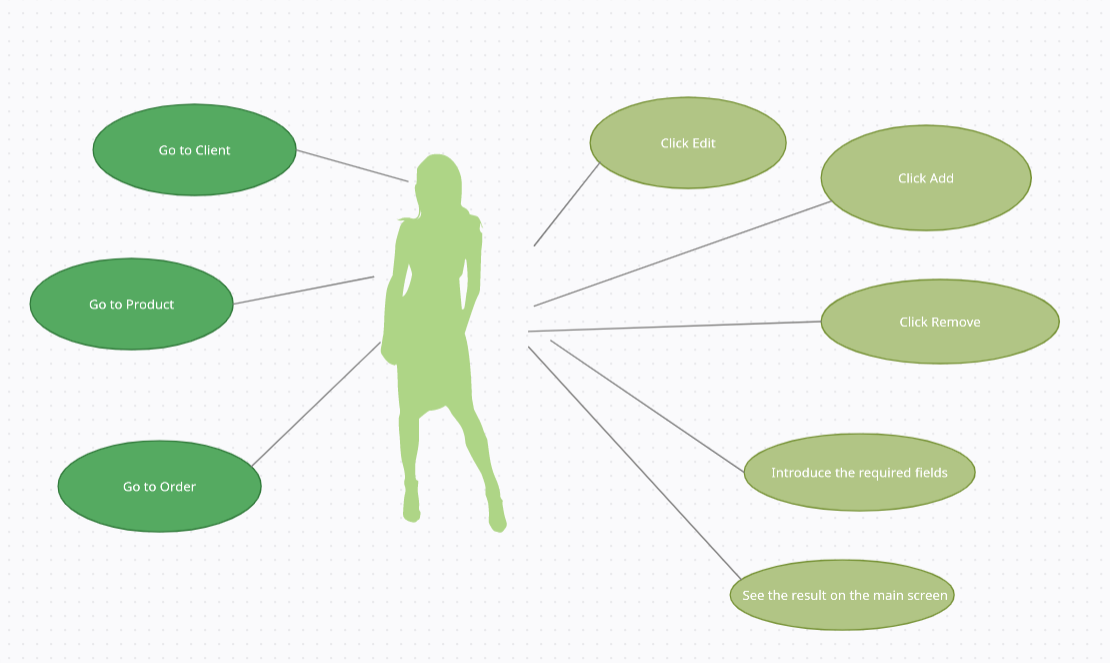 Go to Client
Go to Product
Go to Order
Click Edit
Click Add
Click Remove
Introduce the required fields
See the result on the main screen